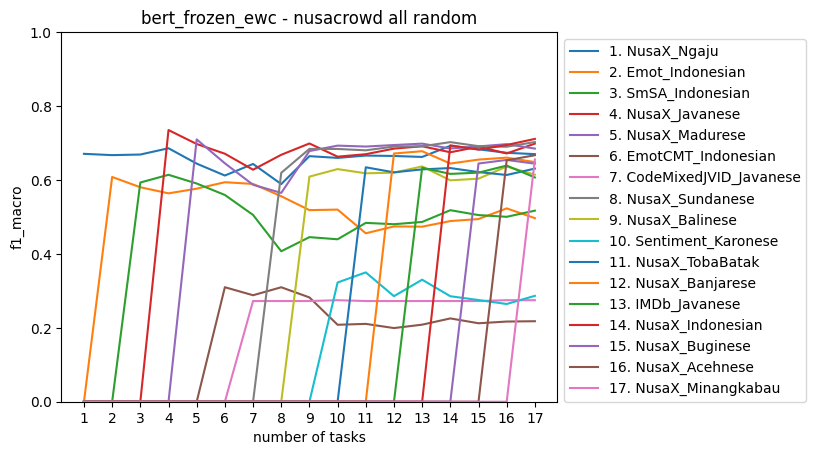 bert_frozen_ewc - nusacrowd all random
1.0
0.8
0.6
0.4
0.2
0.0
f1_macro
1 2 3 4 5 6 7 8 9 10 11 12 13 14 15 16 17
number of tasks
1. NusaX_Ngaju
2. Emot_Indonesian
3. SmSA_Indonesian
4. NusaX_Javanese
5. NusaX_Madurese
6. EmotCMT_Indonesian
7. CodeMixedJVID_Javanese
8. NusaX_Sundanese
9. NusaX_Balinese
10. Sentiment_Karonese
11. NusaX_TobaBatak
12. NusaX_Banjarese
13. IMDb_Javanese
14. NusaX_Indonesian
15. NusaX_Buginese
16. NusaX_Acehnese
17. NusaX_Minangkabau